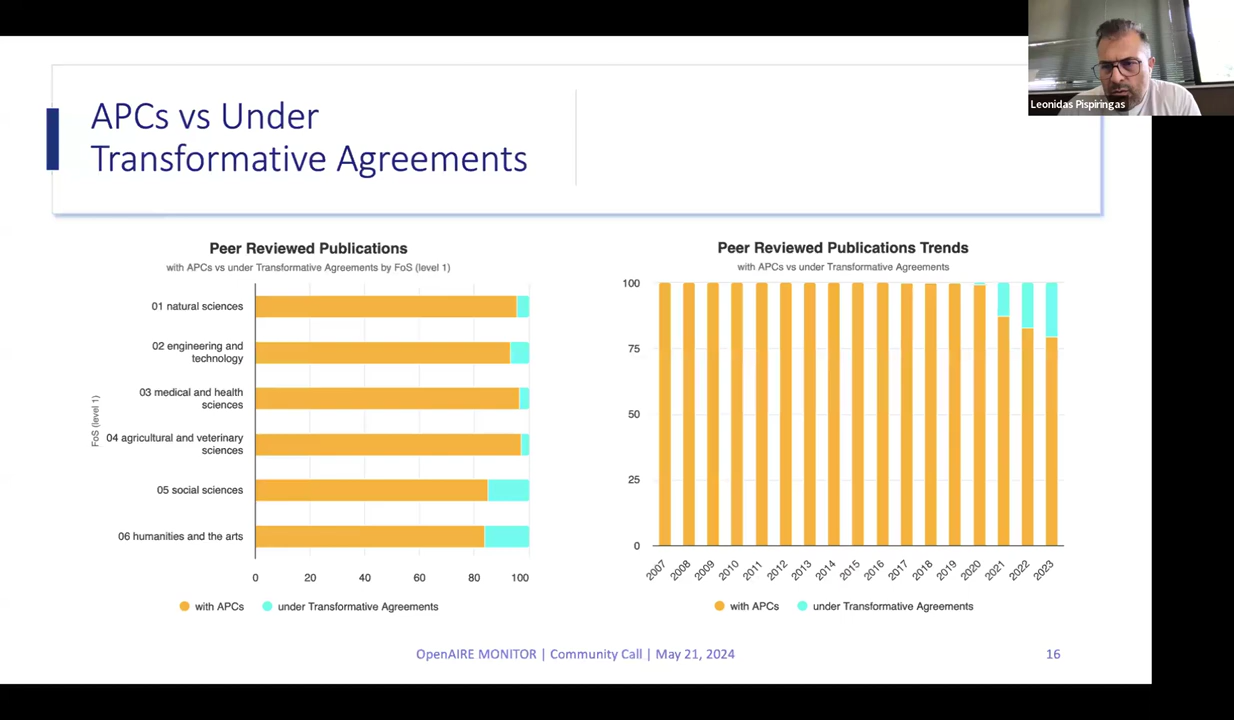 Leonidas Pispiringas
APCs vs Under
Transformative Agreements
Peer Reviewed Publications
with APCs vs under Transformative Agreements by FoS (level 1)
FoS (level 1)
01 natural sciences
02 engineering and
technology
03 medical and health
sciences
04 agricultural and veterinary
sciences
05 social sciences
06 humanities and the arts
0 20 40 60 80 100
with APCs under Transformative Agreements
Peer Reviewed Publications Trends
with APCs vs under Transformative Agreements
100
75
50
25
0
2007 2008 2009 2010 2011 2012 2013 2014 2015 2016 2017 2018 2019 2020 2021 2022 2023
with APCs under Transformative Agreements
OpenAIRE MONITOR | Community Call | May 21, 2024
16